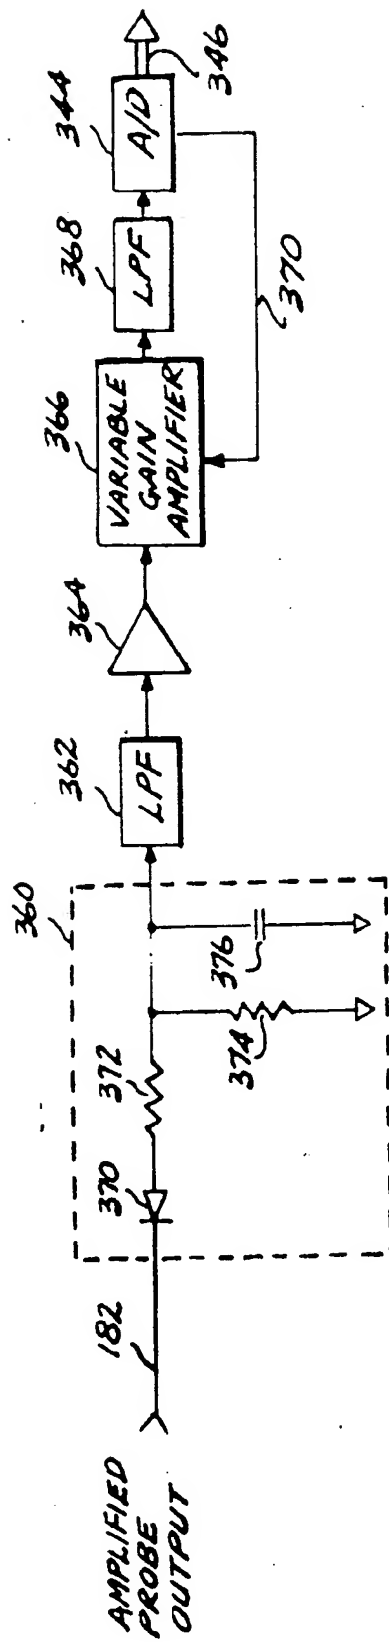 AMPLIFIED
PROBE
OUTPUT
182
360
370
372
374
376
362
LPF
364
366
VARIABLE
GAIN
AMPLIFIER
368
LPF
344
A/D
346
370